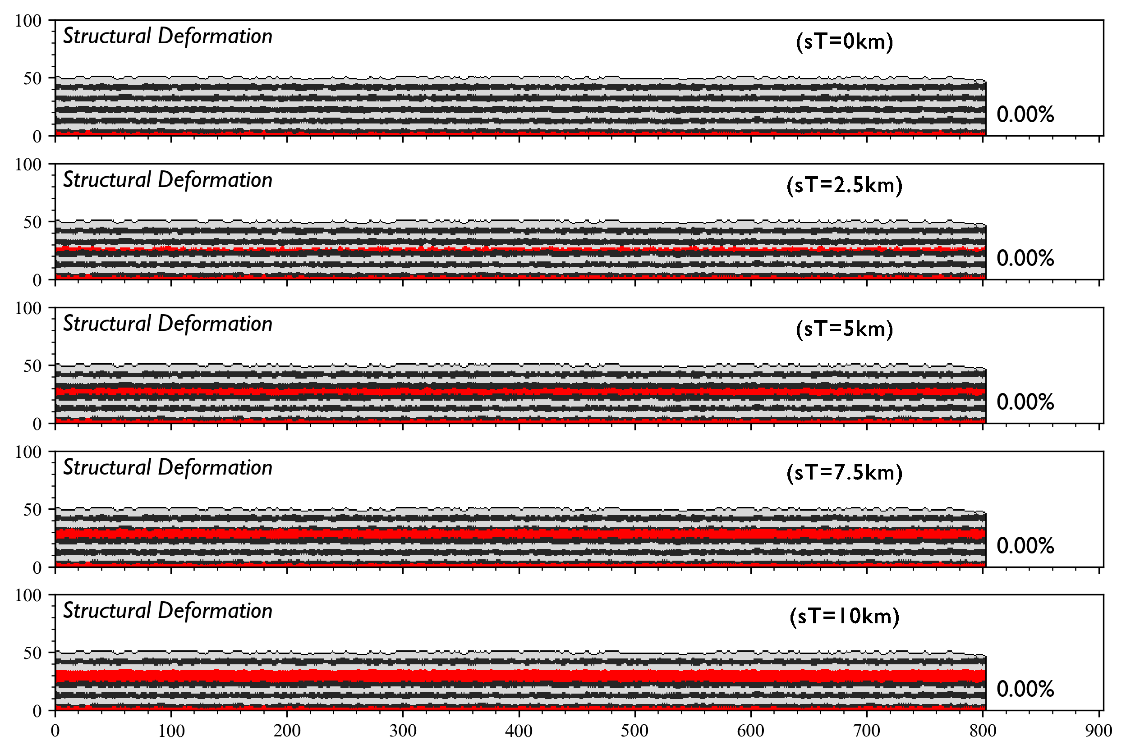 100
Structural Deformation
(sT=0km)
50
0.00%
0
100
Structural Deformation
(sT=2.5km)
50
0.00%
0
100
Structural Deformation
(sT=5km)
50
0.00%
0
100
Structural Deformation
(sT=7.5km)
50
0.00%
0
100
Structural Deformation
(sT=10km)
50
0.00%
0
0 100 200 300 400 500 600 700 800 900